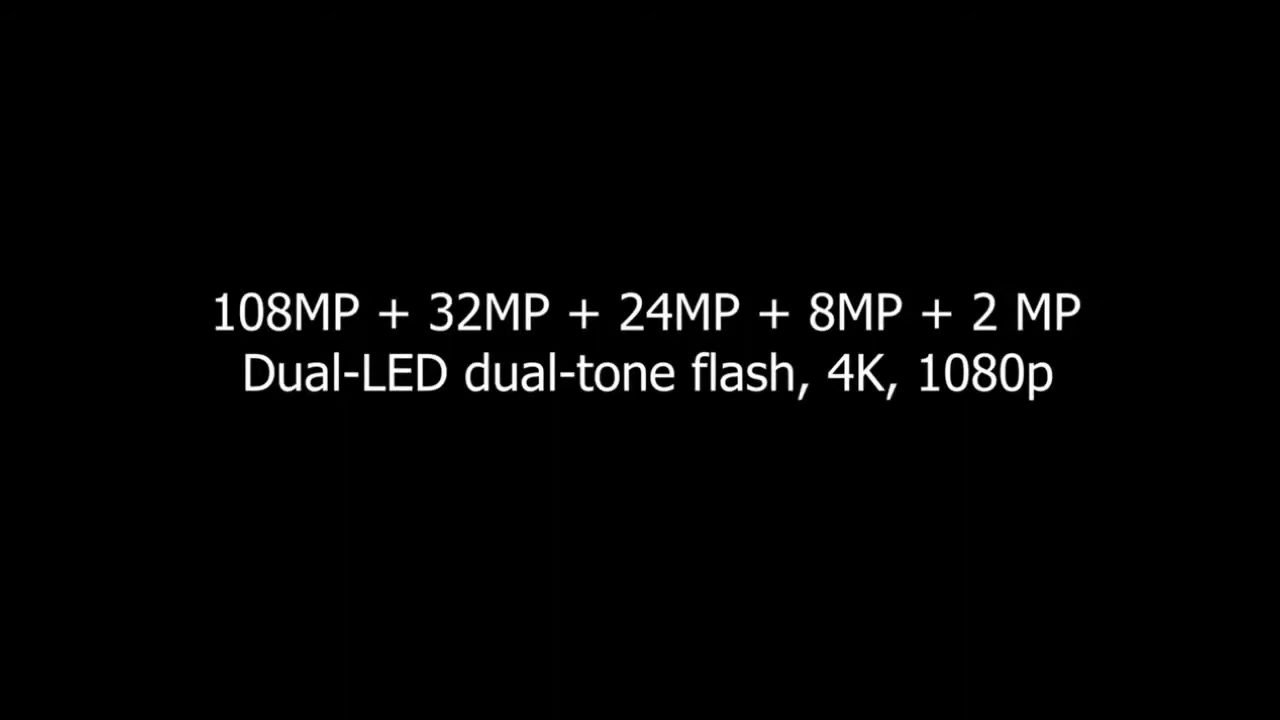 108MP + 32MP + 24MP + 8MP + 2 MP
Dual-LED dual-tone flash, 4K, 1080p